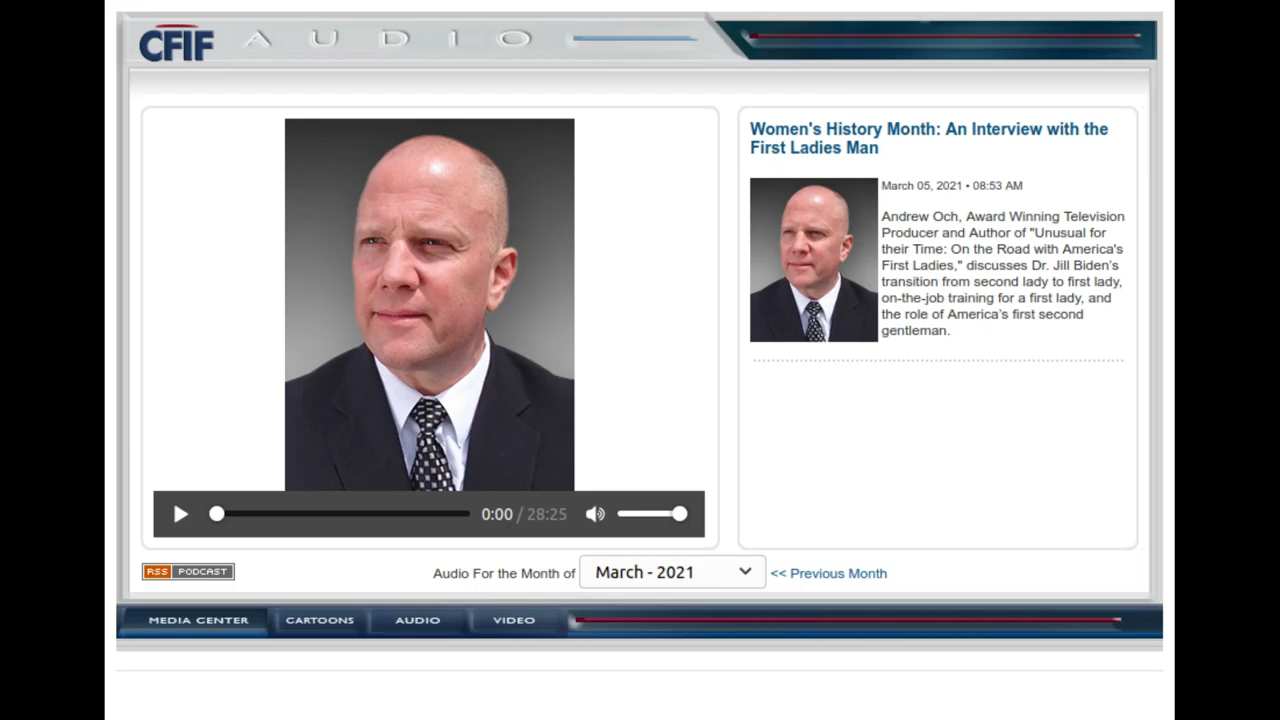 CFIF AUDIO
Women's History Month: An Interview with the
First Ladies Man
March 05, 2021 • 08:53 AM
Andrew Och, Award Winning Television
Producer and Author of "Unusual for
their Time: On the Road with America's
First Ladies," discusses Dr. Jill Biden’s
transition from second lady to first lady,
on-the-job training for a first lady, and
the role of America’s first second
gentleman.
0:00 / 28:25
RSS PODCAST
Audio For the Month of March - 2021 << Previous Month
MEDIA CENTER CARTOONS AUDIO VIDEO